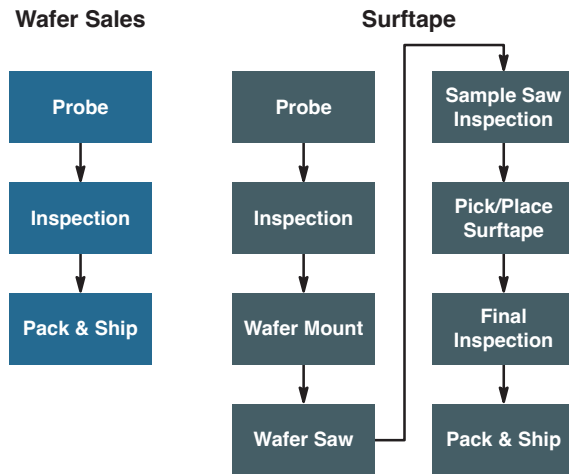 Wafer Sales
Probe
Inspection
Pack & Ship
Surftape
Probe
Inspection
Wafer Mount
Wafer Saw
Sample Saw
Inspection
Pick/Place
Surftape
Final
Inspection
Pack & Ship